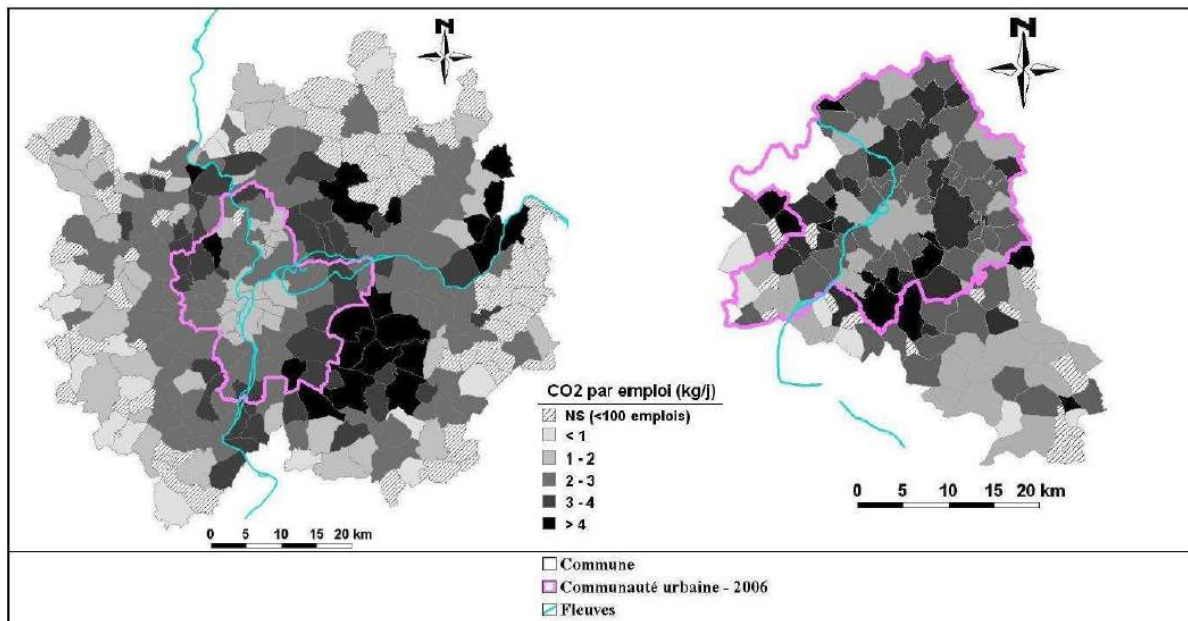 N
N
CO2 par emploi (kg/j)
NS (<100 emplois)
< 1
1 - 2
2 - 3
3 - 4
> 4
0 5 10 15 20 km
0 5 10 15 20 km
Commune
Communauté urbaine - 2006
Fleuves